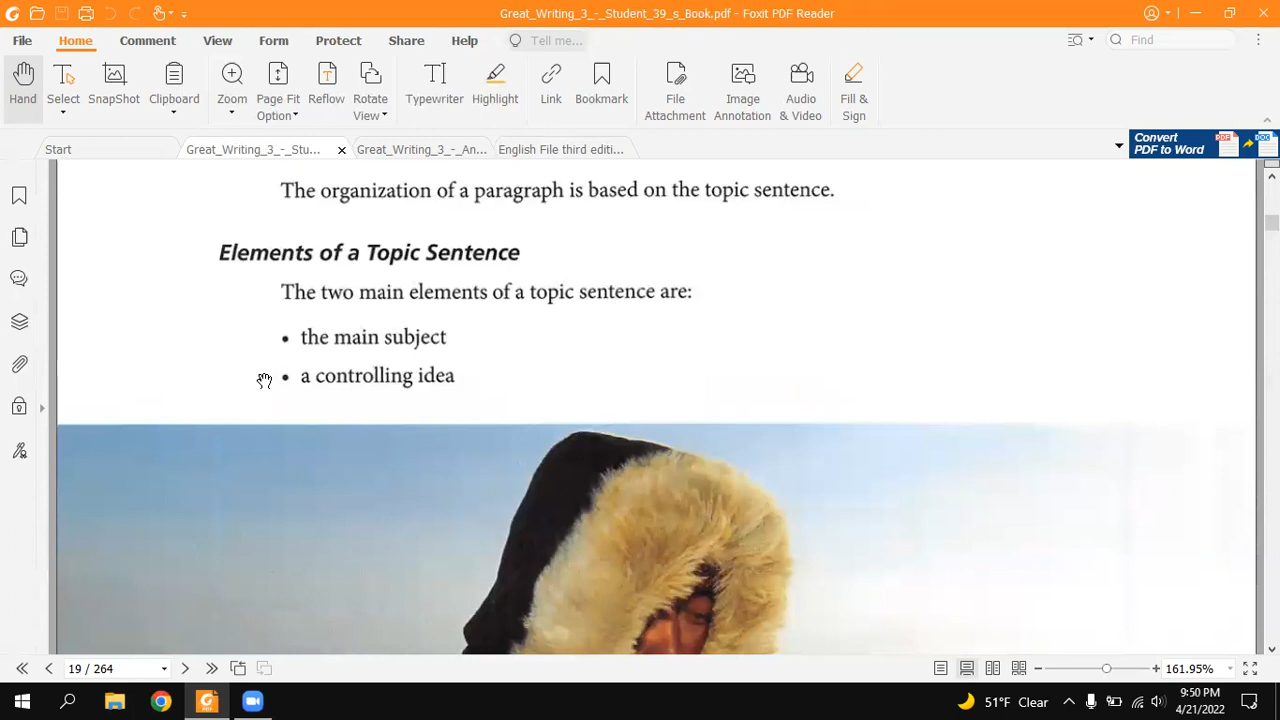 Great_Writing_3_-_Student_39_s_Book.pdf - Foxit PDF Reader
File Home Comment View Form Protect Share Help Tell me... Find
Hand Select SnapShot Clipboard Zoom Page Fit Option Reflow Rotate View Typewriter Highlight Link Bookmark File Attachment Image Annotation Audio & Video Fill & Sign
Start Great_Writing_3_-_Stu... Great_Writing_3_-_An... English File third editi...
Convert
PDF to Word
PDF DOC
The organization of a paragraph is based on the topic sentence.
Elements of a Topic Sentence
The two main elements of a topic sentence are:
• the main subject
• a controlling idea
19 / 264 161.95%
51°F Clear
9:50 PM
4/21/2022